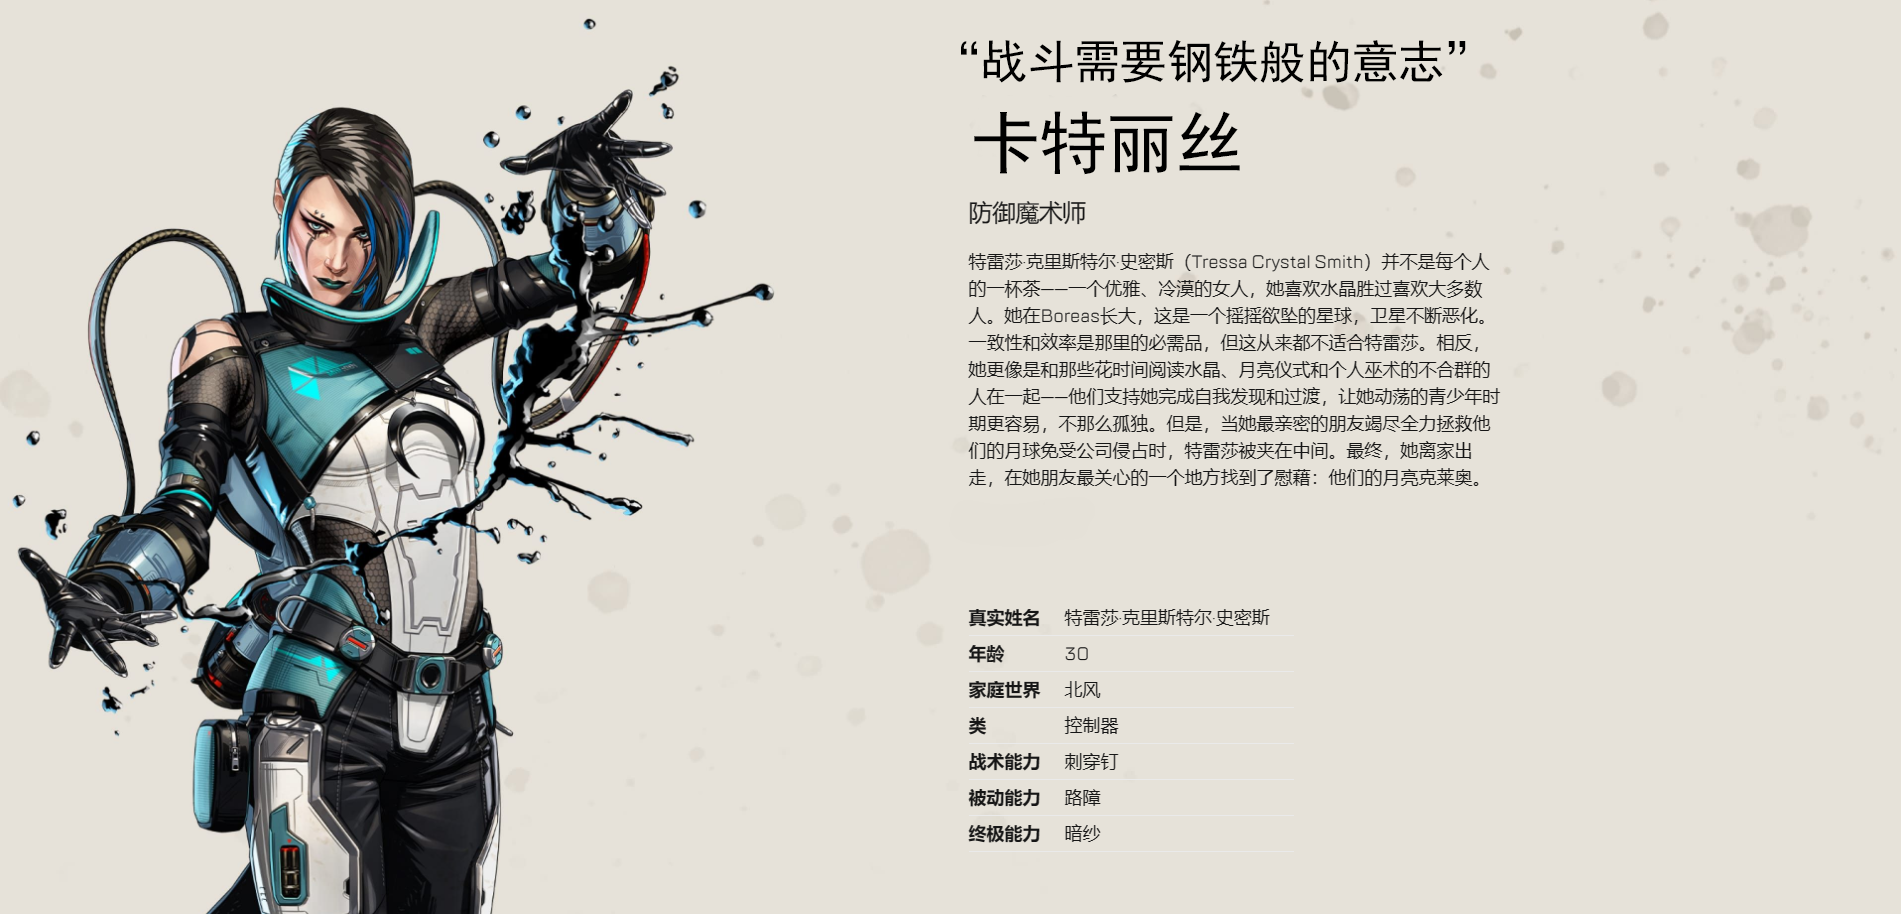 “战斗需要钢铁般的意志”
卡特丽丝
防御魔术师
特雷莎·克里斯特尔·史密斯（Tressa Crystal Smith）并不是每个人
的一杯茶——一个优雅、冷漠的女人，她喜欢水晶胜过喜欢大多数
人。她在Boreas长大，这是一个摇摇欲坠的星球，卫星不断恶化。
一致性和效率是那里的必需品，但这从来都不适合特雷莎。相反，
她更像是和那些花时间阅读水晶、月亮仪式和个人巫术的不合群的
人在一起——他们支持她完成自我发现和过渡，让她动荡的青少年时
期更容易，不那么孤独。但是，当她最亲密的朋友竭尽全力拯救他
们的月球免受公司侵占时，特雷莎被夹在中间。最终，她离家出
走，在她朋友最关心的一个地方找到了慰藉：他们的月亮克莱奥。
真实姓名 特雷莎·克里斯特尔·史密斯
年龄 30
家庭世界 北风
类 控制器
战术能力 刺穿钉
被动能力 路障
终极能力 暗纱